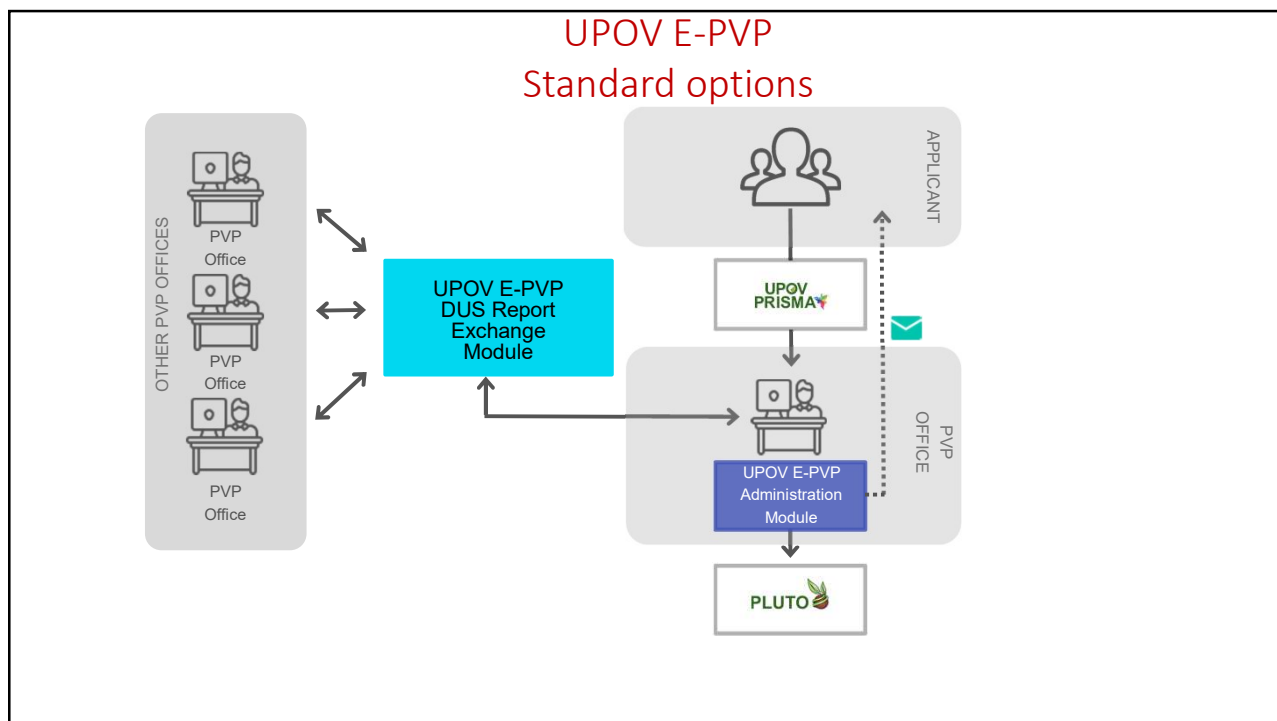 UPOV E-PVP
Standard options
OTHER PVP OFFICES
PVP
Office
PVP
Office
PVP
Office
UPOV E-PVP
DUS Report
Exchange
Module
APPLICANT
UPOV
PRISMA
PVP
OFFICE
UPOV E-PVP
Administration
Module
PLUTO